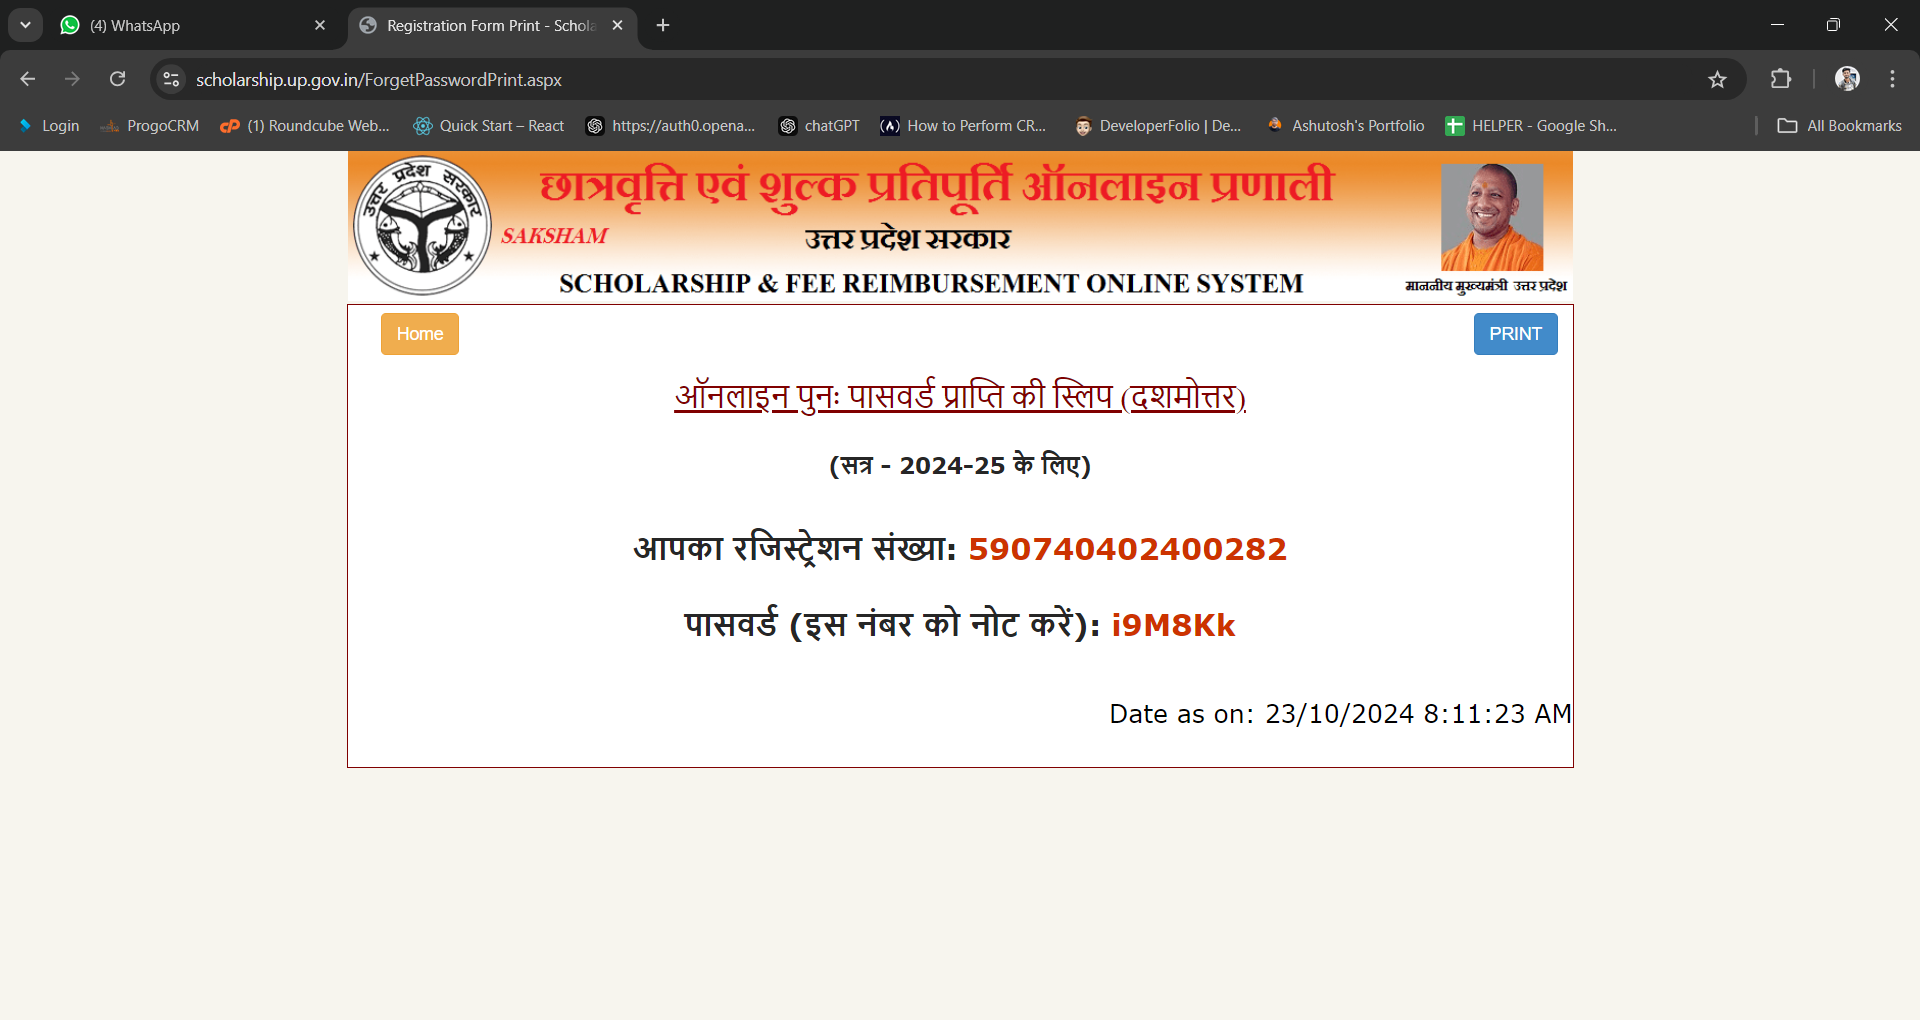 (4) WhatsApp
Registration Form Print - Schola
scholarship.up.gov.in/ForgetPasswordPrint.aspx
Login ProgoCRM (1) Roundcube Web... Quick Start – React https://auth0.opena... chatGPT How to Perform CR... DeveloperFolio | De... Ashutosh's Portfolio HELPER - Google Sh... All Bookmarks
उत्तर प्रदेश सरकार
छात्रवृत्ति एवं शुल्क प्रतिपूर्ति ऑनलाइन प्रणाली
SAKSHAM
उत्तर प्रदेश सरकार
SCHOLARSHIP & FEE REIMBURSEMENT ONLINE SYSTEM
माननीय मुख्यमंत्री उत्तर प्रदेश
Home
PRINT
ऑनलाइन पुनः पासवर्ड प्राप्ति की स्लिप (दशमोत्तर)
(सत्र - 2024-25 के लिए)
आपका रजिस्ट्रेशन संख्या: 590740402400282
पासवर्ड (इस नंबर को नोट करें): i9M8Kk
Date as on: 23/10/2024 8:11:23 AM